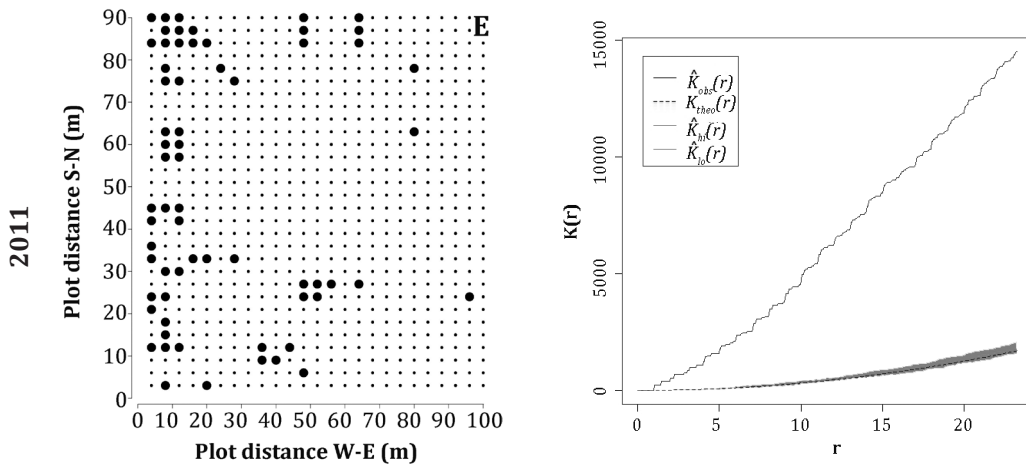 2011
Plot distance S-N (m)
90
80
70
60
50
40
30
20
10
0
E
0 10 20 30 40 50 60 70 80 90 100
Plot distance W-E (m)
K(r)
15000
10000
5000
0
K̂obs(r)
Ktheo(r)
K̂hi(r)
K̂lo(r)
0 5 10 15 20
r